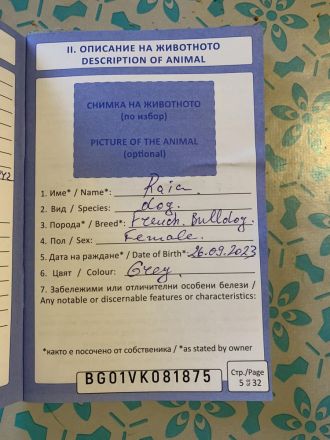 II. ОПИСАНИЕ НА ЖИВОТНОТО
DESCRIPTION OF ANIMAL
СНИМКА НА ЖИВОТНОТО
(по избор)
PICTURE OF THE ANIMAL
(optional)
1. Име* / Name*: Raia
2. Вид / Species: dog.
3. Порода* / Breed*: French Bulldog.
4. Пол / Sex: Female.
5. Дата на раждане* / Date of Birth*: 26.09.2023
6. Цвят / Colour: Grey
7. Забележими или отличителни особени белези /
Any notable or discernable features or characteristics:
*както е посочено от собственика / *as stated by owner
BG01VK081875
Стр./Page
5 от 32